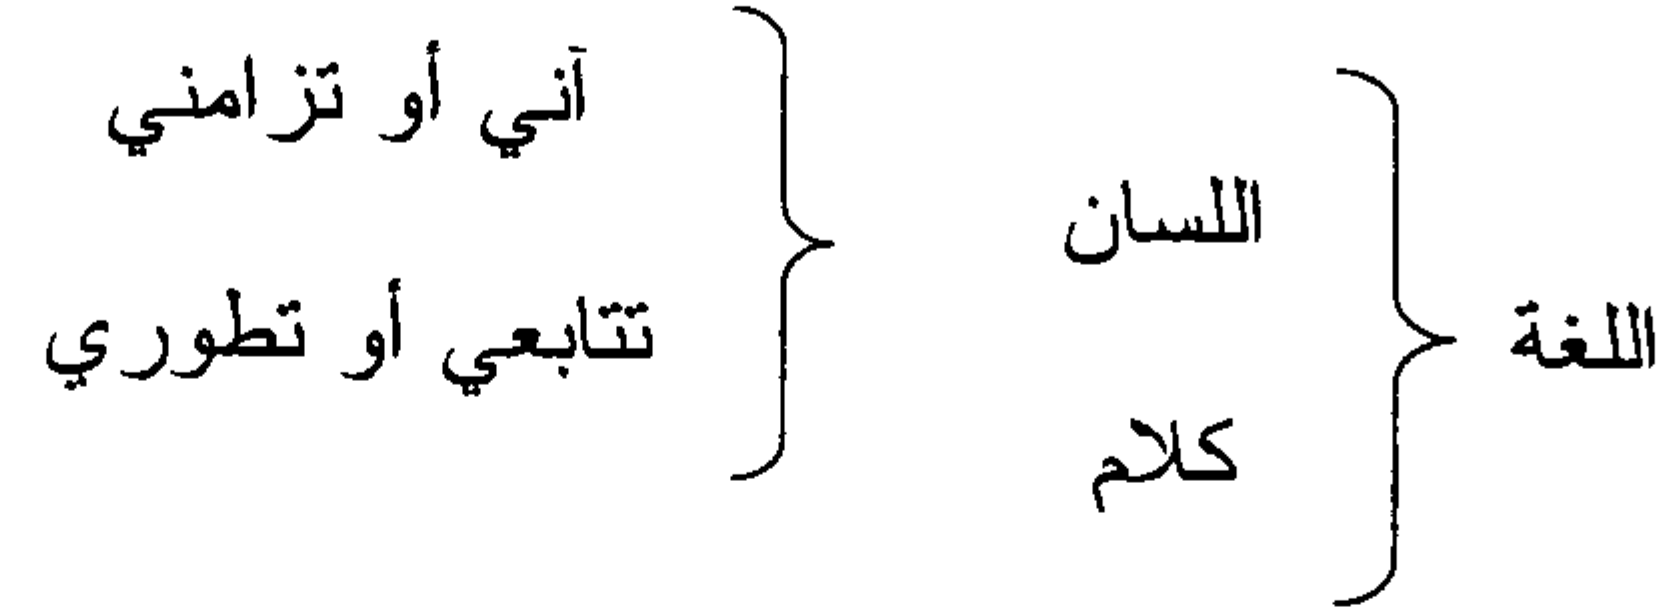 اللغة
اللسان
كلام
آني أو تزامني
تتابعي أو تطوري